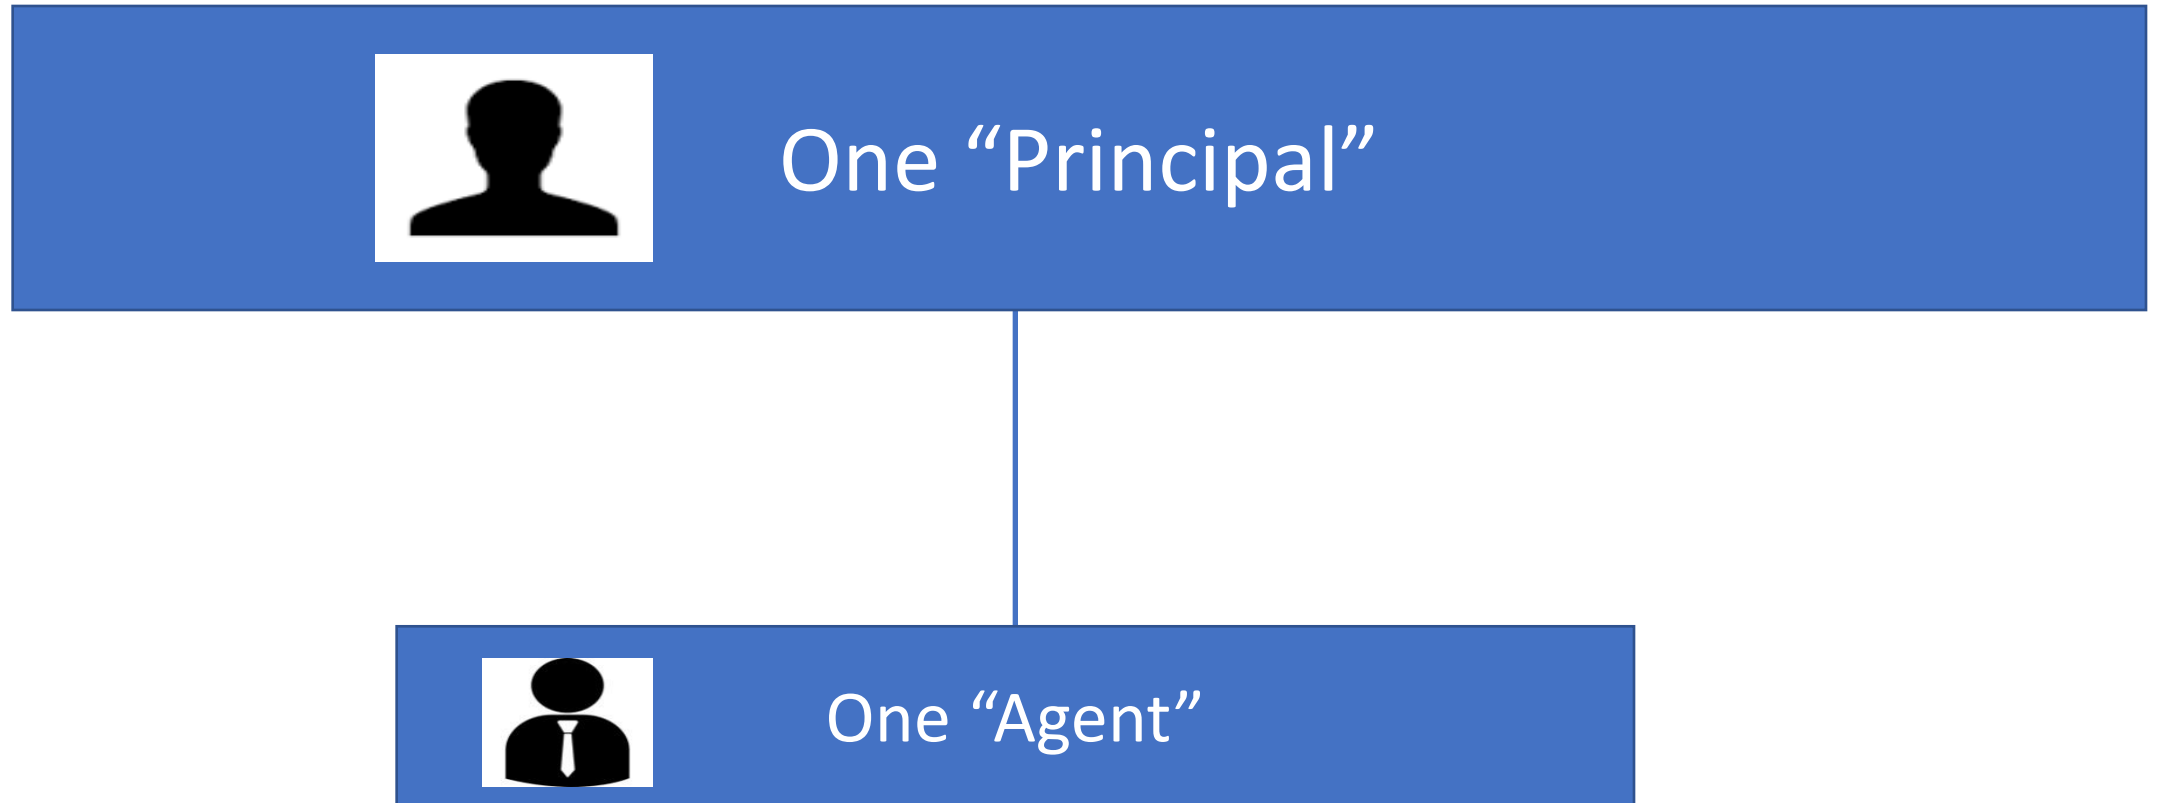 One “Principal”
One “Agent”